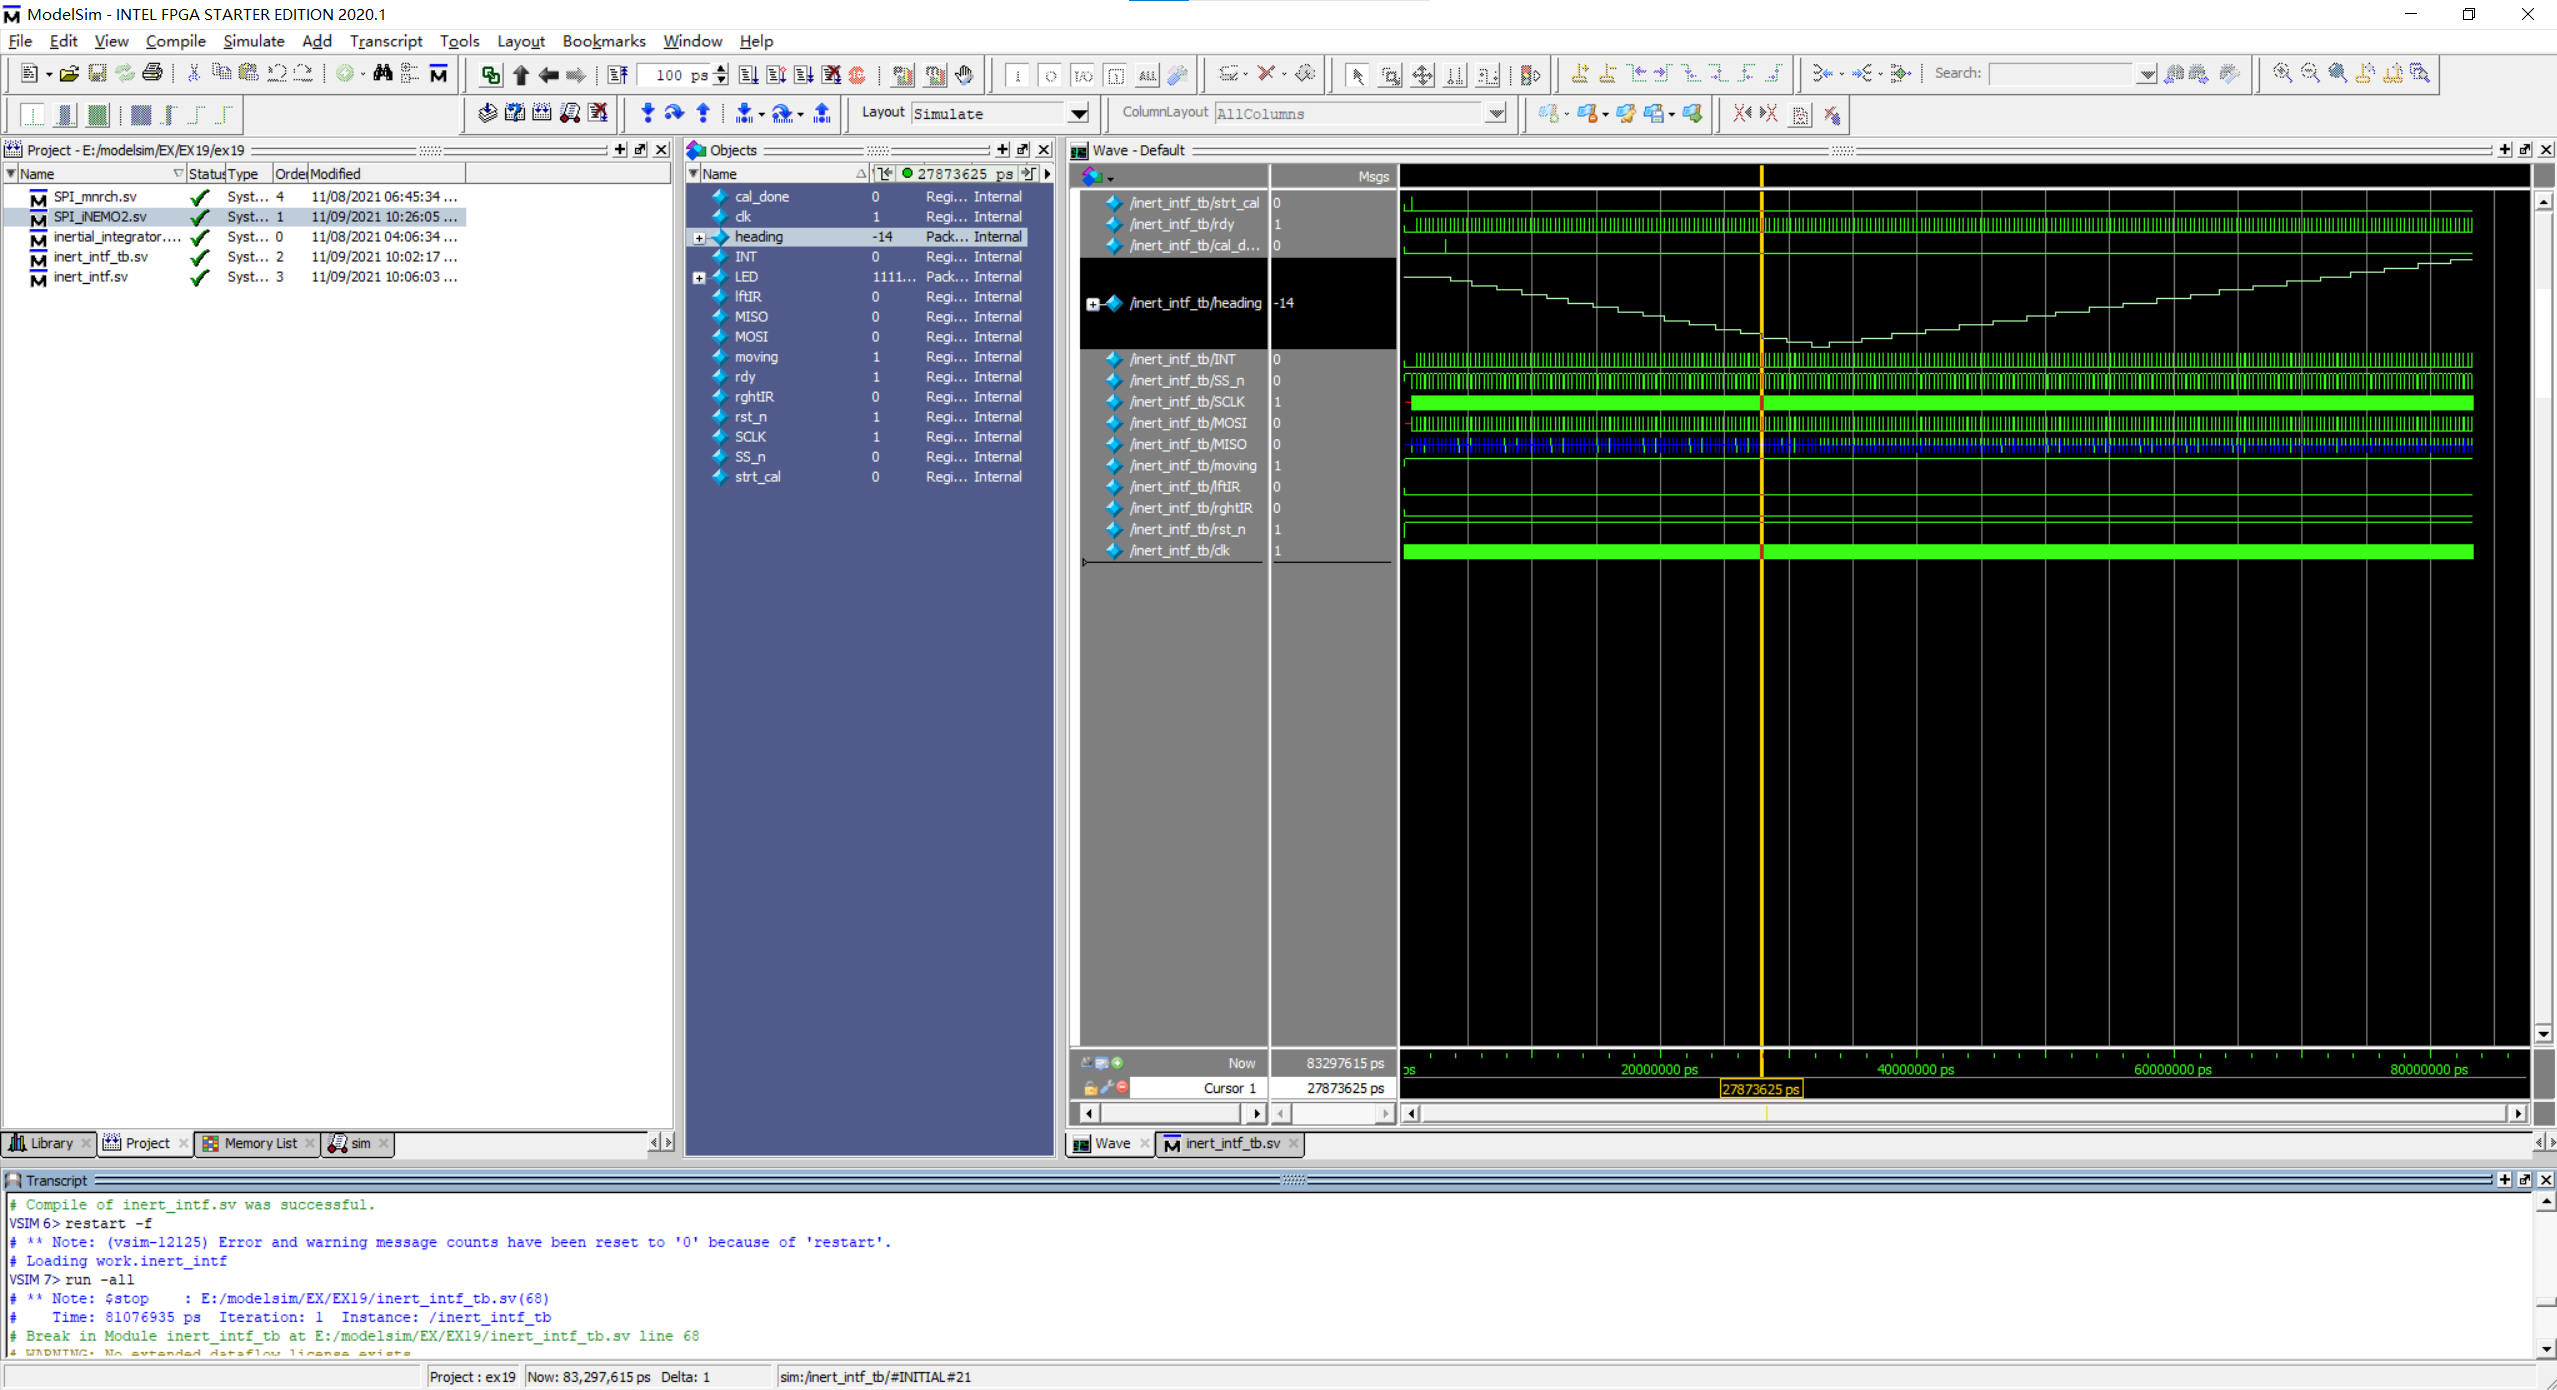 ModelSim - INTEL FPGA STARTER EDITION 2020.1
File Edit View Compile Simulate Add Transcript Tools Layout Bookmarks Window Help
100 ps
Search:
Layout Simulate
ColumnLayout AllColumns
Project - E:/modelsim/EX/EX19/ex19
Name Status Type Orde Modified
SPI_mnrch.sv Syst... 4 11/08/2021 06:45:34 ...
SPI_iNEMO2.sv Syst... 1 11/09/2021 10:26:05 ...
inertial_integrator.... Syst... 0 11/08/2021 04:06:34 ...
inert_intf_tb.sv Syst... 2 11/09/2021 10:02:17 ...
inert_intf.sv Syst... 3 11/09/2021 10:06:03 ...
Library Project Memory List sim
Objects
Name 27873625 ps
cal_done 0 Regi... Internal
clk 1 Regi... Internal
heading -14 Pack... Internal
INT 0 Regi... Internal
LED 1111... Pack... Internal
lftIR 0 Regi... Internal
MISO 0 Regi... Internal
MOSI 0 Regi... Internal
moving 1 Regi... Internal
rdy 1 Regi... Internal
rghtIR 0 Regi... Internal
rst_n 1 Regi... Internal
SCLK 1 Regi... Internal
SS_n 0 Regi... Internal
strt_cal 0 Regi... Internal
Wave - Default
Msgs
/inert_intf_tb/strt_cal 0
/inert_intf_tb/rdy 1
/inert_intf_tb/cal_d... 0
/inert_intf_tb/heading -14
/inert_intf_tb/INT 0
/inert_intf_tb/SS_n 0
/inert_intf_tb/SCLK 1
/inert_intf_tb/MOSI 0
/inert_intf_tb/MISO 0
/inert_intf_tb/moving 1
/inert_intf_tb/lftIR 0
/inert_intf_tb/rghtIR 0
/inert_intf_tb/rst_n 1
/inert_intf_tb/clk 1
Now 83297615 ps
ps 20000000 ps 40000000 ps 60000000 ps 80000000 ps
Cursor 1 27873625 ps
27873625 ps
Wave inert_intf_tb.sv
Transcript
# Compile of inert_intf.sv was successful.
VSIM 6> restart -f
# ** Note: (vsim-12125) Error and warning message counts have been reset to '0' because of 'restart'.
# Loading work.inert_intf
VSIM 7> run -all
# ** Note: $stop    : E:/modelsim/EX/EX19/inert_intf_tb.sv(68)
#    Time: 81076935 ps  Iteration: 1  Instance: /inert_intf_tb
# Break in Module inert_intf_tb at E:/modelsim/EX/EX19/inert_intf_tb.sv line 68
# WARNING: No extended dataflow license exists
Project : ex19 Now: 83,297,615 ps Delta: 1 sim:/inert_intf_tb/#INITIAL#21